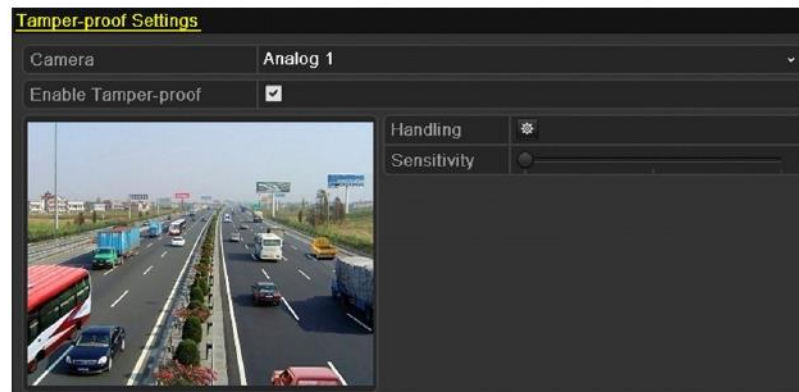 Tamper-proof Settings
Camera Analog 1
Enable Tamper-proof
Handling
Sensitivity